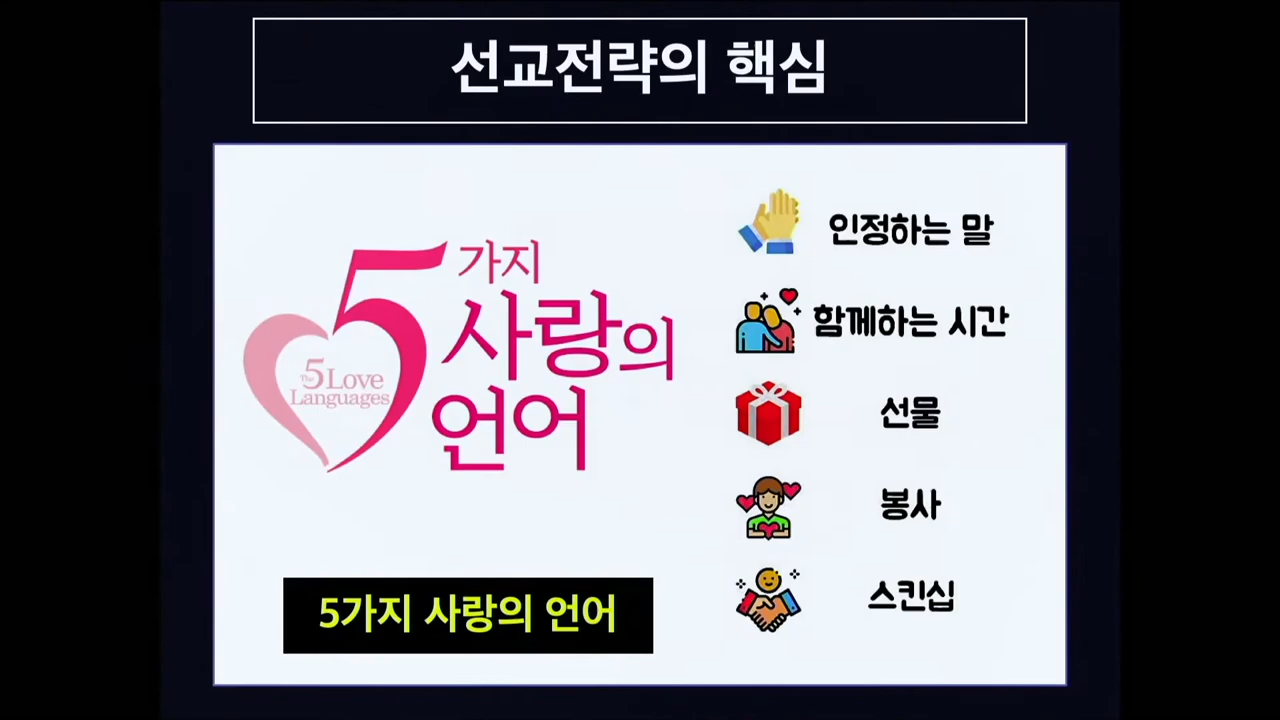 선교전략의 핵심
5가지
사랑의
언어
The 5 Love
Languages
5가지 사랑의 언어
인정하는 말
함께하는 시간
선물
봉사
스킨십